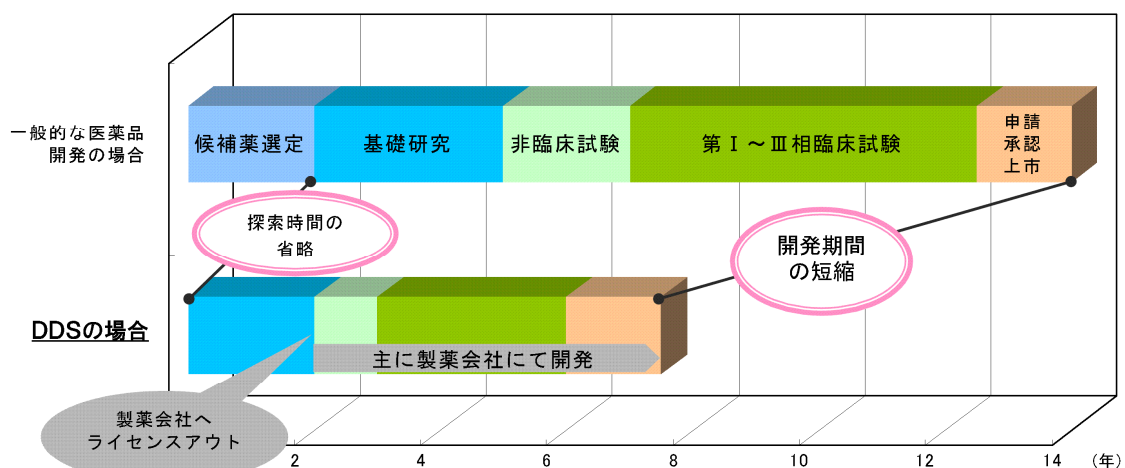 一般的な医薬品
開発の場合
候補薬選定
基礎研究
非臨床試験
第Ⅰ～Ⅲ相臨床試験
申請
承認
上市
探索時間の
省略
開発期間
の短縮
DDSの場合
主に製薬会社にて開発
製薬会社へ
ライセンスアウト
2
4
6
8
10
12
14
(年)